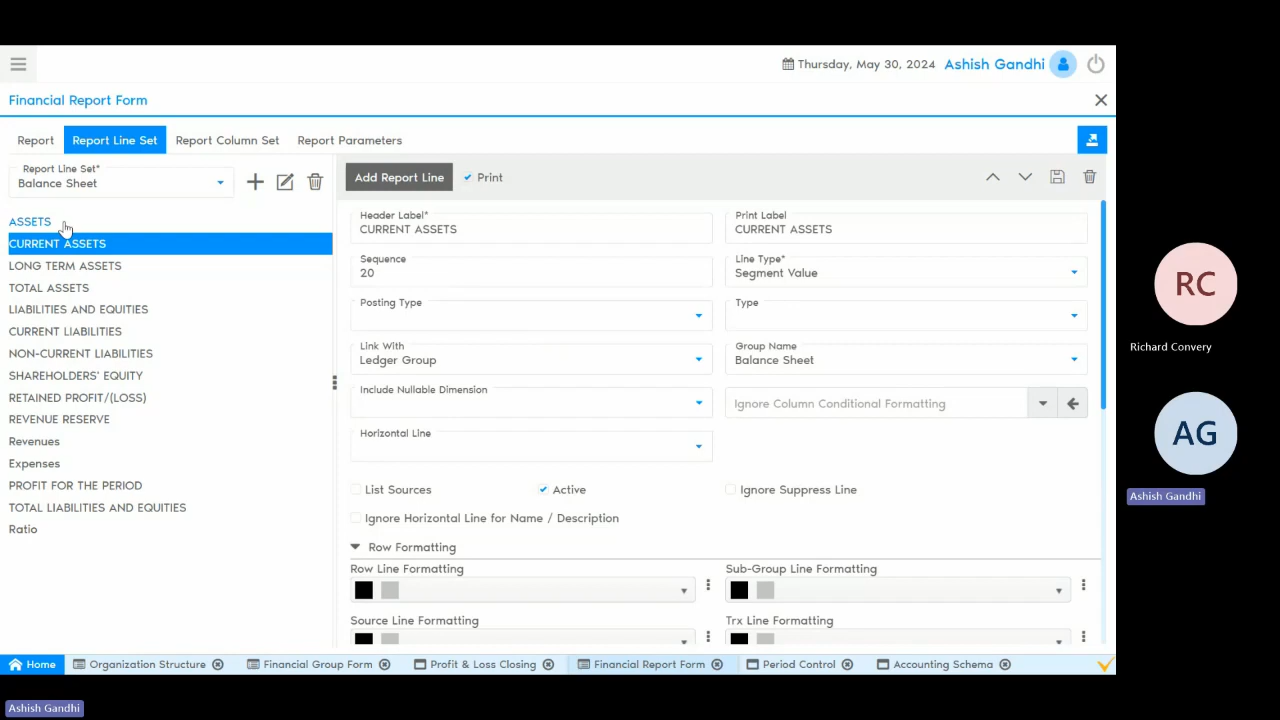 Thursday, May 30, 2024 Ashish Gandhi
Financial Report Form
Report Report Line Set Report Column Set Report Parameters
Report Line Set*
Balance Sheet
ASSETS
CURRENT ASSETS
LONG TERM ASSETS
TOTAL ASSETS
LIABILITIES AND EQUITIES
CURRENT LIABILITIES
NON-CURRENT LIABILITIES
SHAREHOLDERS' EQUITY
RETAINED PROFIT/(LOSS)
REVENUE RESERVE
Revenues
Expenses
PROFIT FOR THE PERIOD
TOTAL LIABILITIES AND EQUITIES
Ratio
Add Report Line Print
Header Label* Print Label
CURRENT ASSETS CURRENT ASSETS
Sequence Line Type*
20 Segment Value
Posting Type Type
Link With Group Name
Ledger Group Balance Sheet
Include Nullable Dimension
Ignore Column Conditional Formatting
Horizontal Line
List Sources Active Ignore Suppress Line
Ignore Horizontal Line for Name / Description
Row Formatting
Row Line Formatting Sub-Group Line Formatting
Source Line Formatting Trx Line Formatting
Home Organization Structure Financial Group Form Profit & Loss Closing Financial Report Form Period Control Accounting Schema
RC
Richard Convery
AG
Ashish Gandhi
Ashish Gandhi